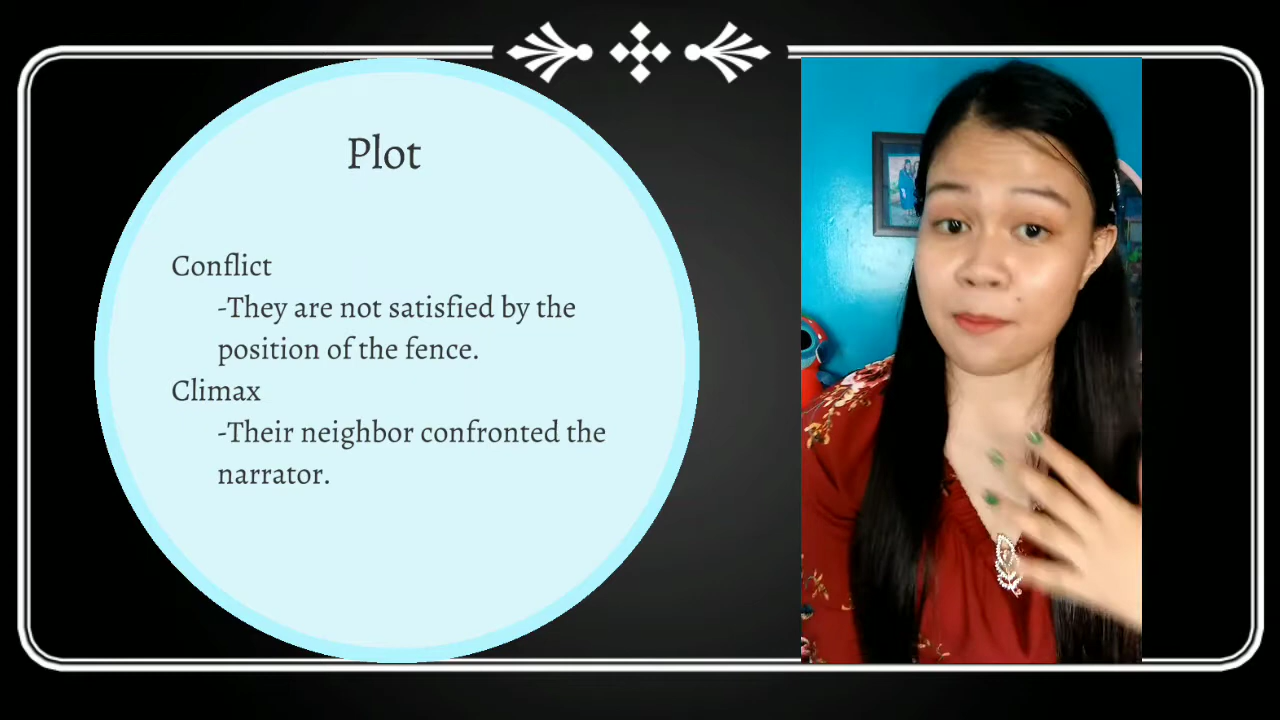 Plot
Conflict
-They are not satisfied by the
position of the fence.
Climax
-Their neighbor confronted the
narrator.